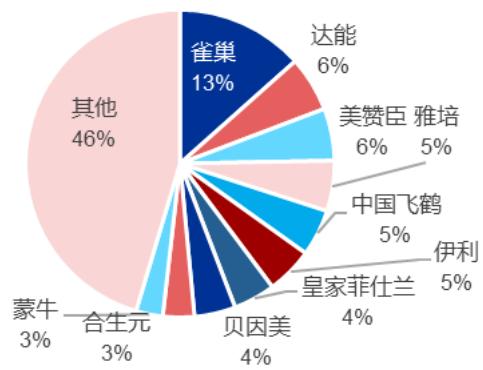 雀巢
13%
达能
6%
美赞臣
6%
雅培
5%
中国飞鹤
5%
伊利
5%
皇家菲仕兰
4%
贝因美
4%
合生元
3%
蒙牛
3%
其他
46%